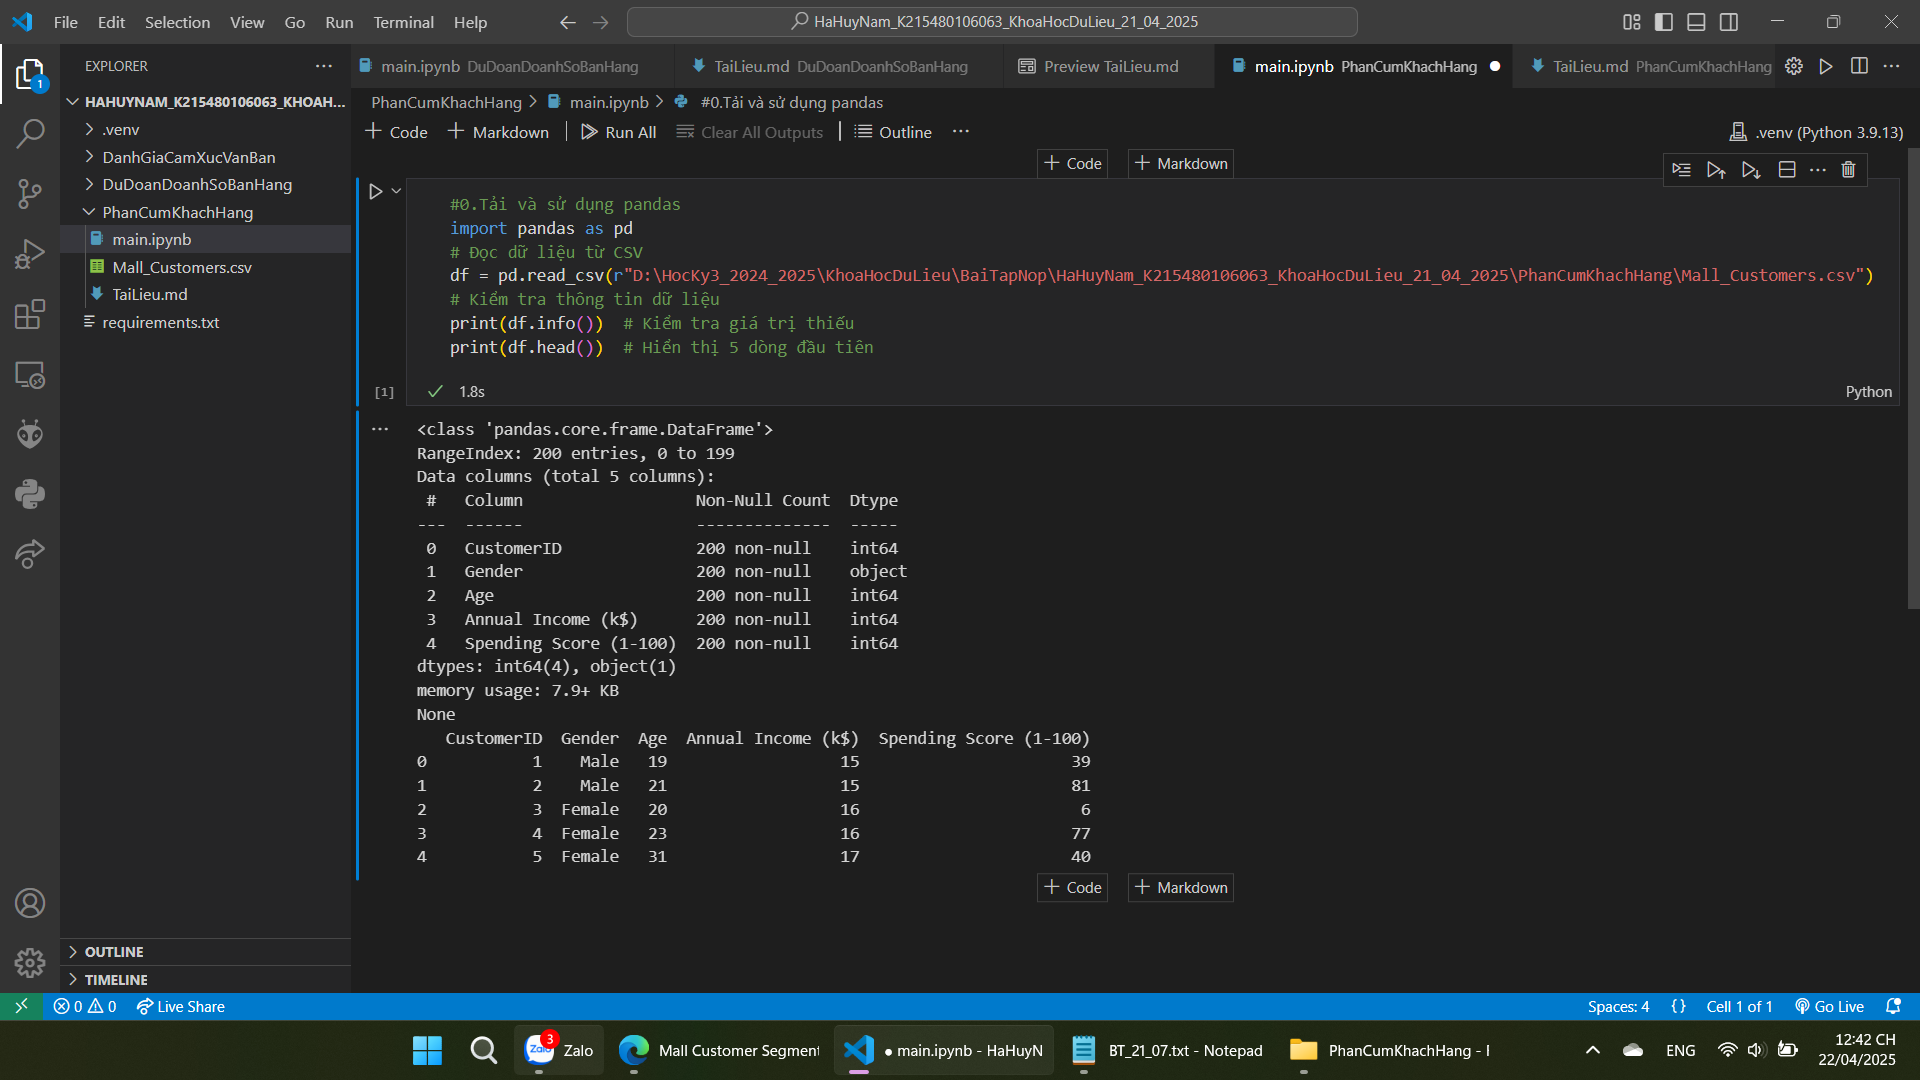 File Edit Selection View Go Run Terminal Help
HaHuyNam_K215480106063_KhoaHocDuLieu_21_04_2025
EXPLORER
main.ipynb DuDoanDoanhSoBanHang
TaiLieu.md DuDoanDoanhSoBanHang
Preview TaiLieu.md
main.ipynb PhanCumKhachHang
TaiLieu.md PhanCumKhachHang
1
HAHUYNAM_K215480106063_KHOAH...
.venv
DanhGiaCamXucVanBan
DuDoanDoanhSoBanHang
PhanCumKhachHang
main.ipynb
Mall_Customers.csv
TaiLieu.md
requirements.txt
PhanCumKhachHang > main.ipynb > #0.Tải và sử dụng pandas
+ Code + Markdown Run All Clear All Outputs Outline ...
.venv (Python 3.9.13)
+ Code + Markdown
#0.Tải và sử dụng pandas
import pandas as pd
# Đọc dữ liệu từ CSV
df = pd.read_csv(r"D:\HocKy3_2024_2025\KhoaHocDuLieu\BaiTapNop\HaHuyNam_K215480106063_KhoaHocDuLieu_21_04_2025\PhanCumKhachHang\Mall_Customers.csv")
# Kiểm tra thông tin dữ liệu
print(df.info())  # Kiểm tra giá trị thiếu
print(df.head())  # Hiển thị 5 dòng đầu tiên
[1] 1.8s
Python
<class 'pandas.core.frame.DataFrame'>
RangeIndex: 200 entries, 0 to 199
Data columns (total 5 columns):
 #   Column                  Non-Null Count  Dtype
---  ------                  --------------  -----
 0   CustomerID              200 non-null    int64
 1   Gender                  200 non-null    object
 2   Age                     200 non-null    int64
 3   Annual Income (k$)      200 non-null    int64
 4   Spending Score (1-100)  200 non-null    int64
dtypes: int64(4), object(1)
memory usage: 7.9+ KB
None
   CustomerID  Gender  Age  Annual Income (k$)  Spending Score (1-100)
0           1    Male   19                  15                      39
1           2    Male   21                  15                      81
2           3  Female   20                  16                       6
3           4  Female   23                  16                      77
4           5  Female   31                  17                      40
+ Code + Markdown
OUTLINE
TIMELINE
0 0 Live Share
Spaces: 4 {} Cell 1 of 1 Go Live
Zalo 3 Zalo
Mall Customer Segment
● main.ipynb - HaHuyN
BT_21_07.txt - Notepad
PhanCumKhachHang - F
ENG
12:42 CH
22/04/2025